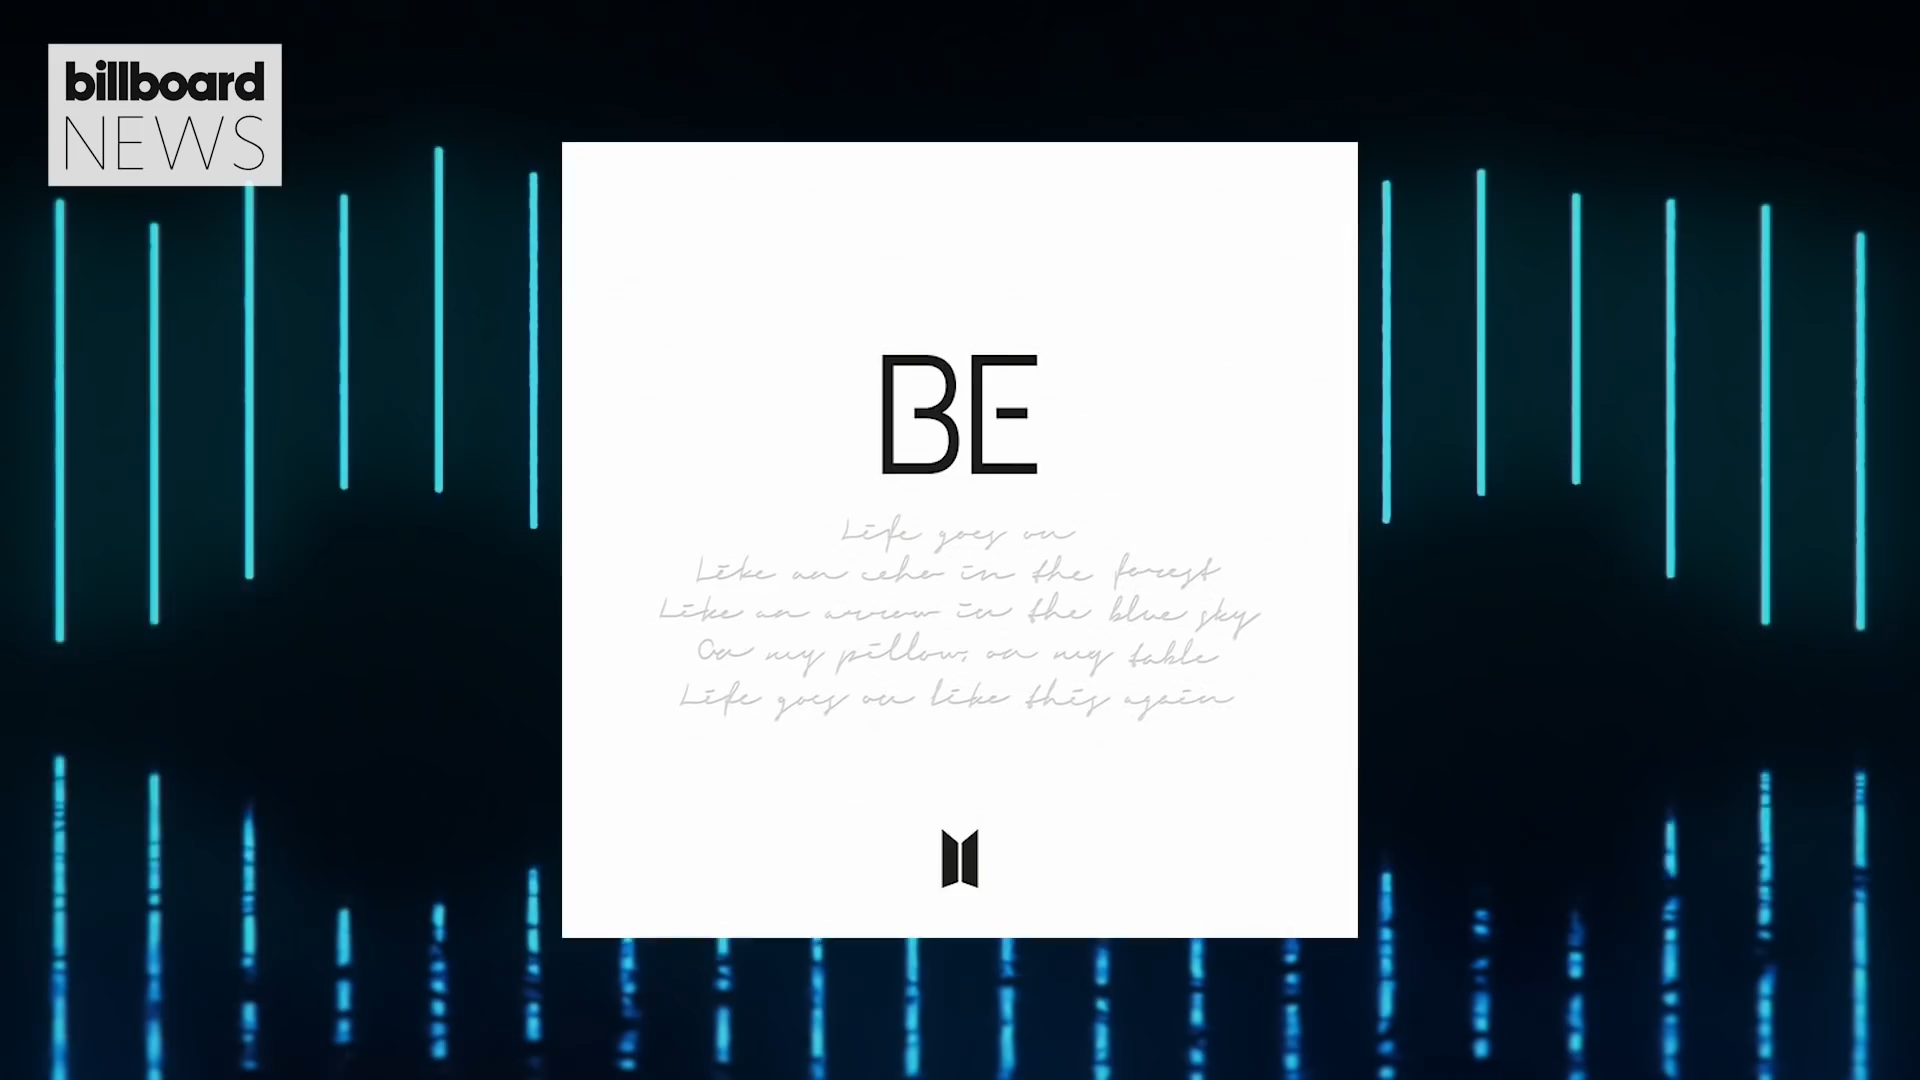 billboard
NEWS
BE
Life goes on
Like an echo in the forest
Like an arrow in the blue sky
On my pillow, on my table
Life goes on like this again